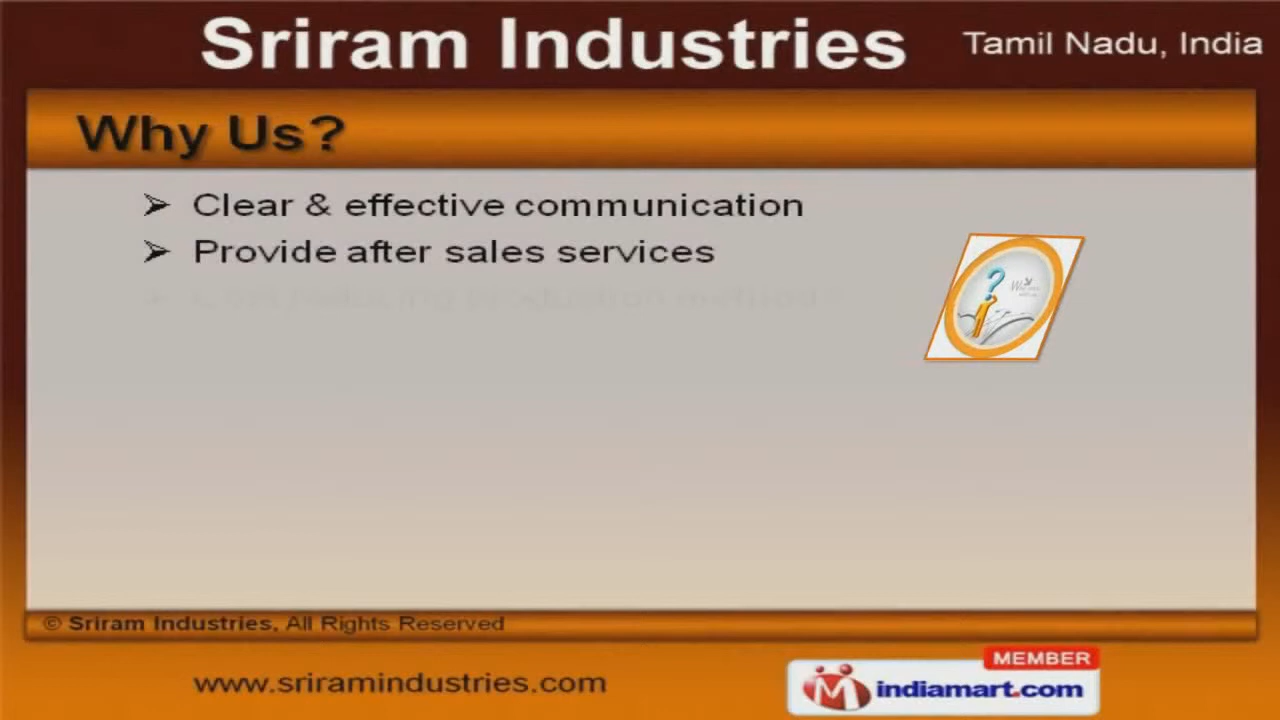 Sriram Industries
Tamil Nadu, India
Why Us?
➢ Clear & effective communication
➢ Provide after sales services
© Sriram Industries, All Rights Reserved
www.sriramindustries.com
MEMBER
indiamart.com